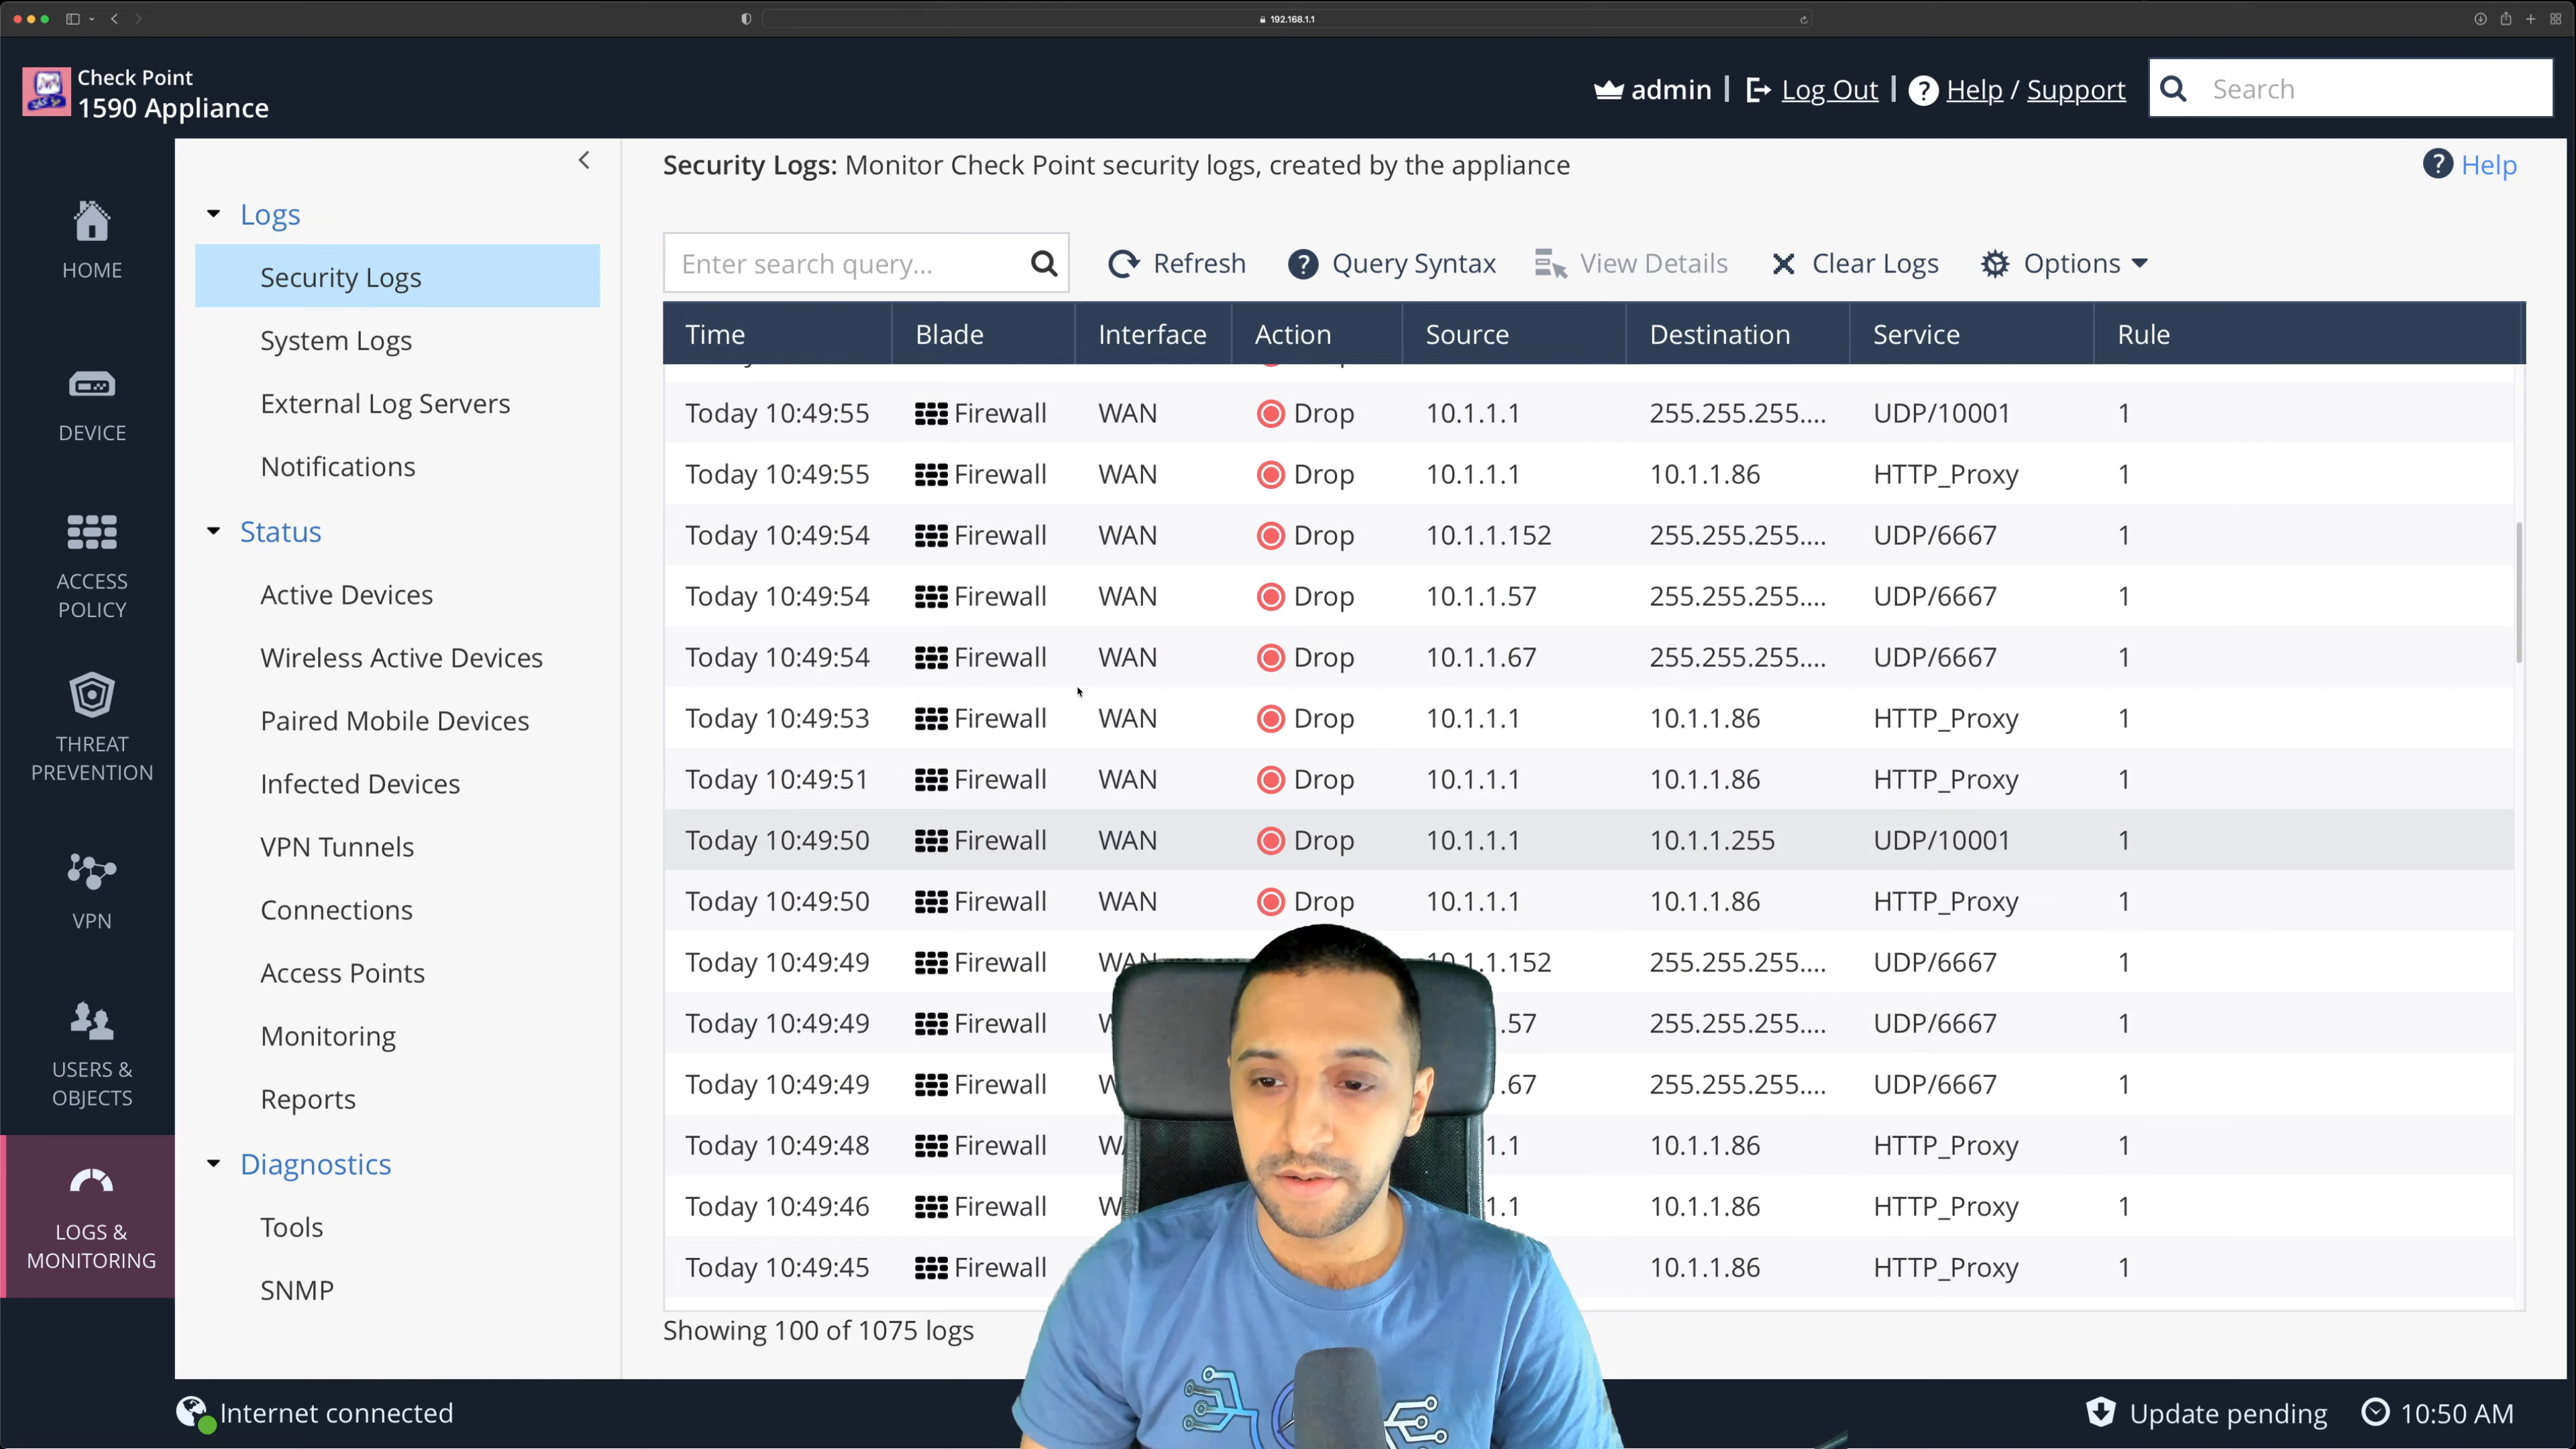 192.168.1.1
Check Point
1590 Appliance
admin | Log Out | Help / Support
Search
HOME
DEVICE
ACCESS
POLICY
THREAT
PREVENTION
VPN
USERS &
OBJECTS
LOGS &
MONITORING
Logs
Security Logs
System Logs
External Log Servers
Notifications
Status
Active Devices
Wireless Active Devices
Paired Mobile Devices
Infected Devices
VPN Tunnels
Connections
Access Points
Monitoring
Reports
Diagnostics
Tools
SNMP
Security Logs: Monitor Check Point security logs, created by the appliance
Help
Enter search query... Refresh Query Syntax View Details Clear Logs Options
Time Blade Interface Action Source Destination Service Rule
Today 10:49:55 Firewall WAN Drop 10.1.1.1 255.255.255.... UDP/10001 1
Today 10:49:55 Firewall WAN Drop 10.1.1.1 10.1.1.86 HTTP_Proxy 1
Today 10:49:54 Firewall WAN Drop 10.1.1.152 255.255.255.... UDP/6667 1
Today 10:49:54 Firewall WAN Drop 10.1.1.57 255.255.255.... UDP/6667 1
Today 10:49:54 Firewall WAN Drop 10.1.1.67 255.255.255.... UDP/6667 1
Today 10:49:53 Firewall WAN Drop 10.1.1.1 10.1.1.86 HTTP_Proxy 1
Today 10:49:51 Firewall WAN Drop 10.1.1.1 10.1.1.86 HTTP_Proxy 1
Today 10:49:50 Firewall WAN Drop 10.1.1.1 10.1.1.255 UDP/10001 1
Today 10:49:50 Firewall WAN Drop 10.1.1.1 10.1.1.86 HTTP_Proxy 1
Today 10:49:49 Firewall WAN 10.1.1.152 255.255.255.... UDP/6667 1
Today 10:49:49 Firewall .57 255.255.255.... UDP/6667 1
Today 10:49:49 Firewall .67 255.255.255.... UDP/6667 1
Today 10:49:48 Firewall 1.1 10.1.1.86 HTTP_Proxy 1
Today 10:49:46 Firewall 1.1 10.1.1.86 HTTP_Proxy 1
Today 10:49:45 Firewall 10.1.1.86 HTTP_Proxy 1
Showing 100 of 1075 logs
Internet connected
Update pending
10:50 AM